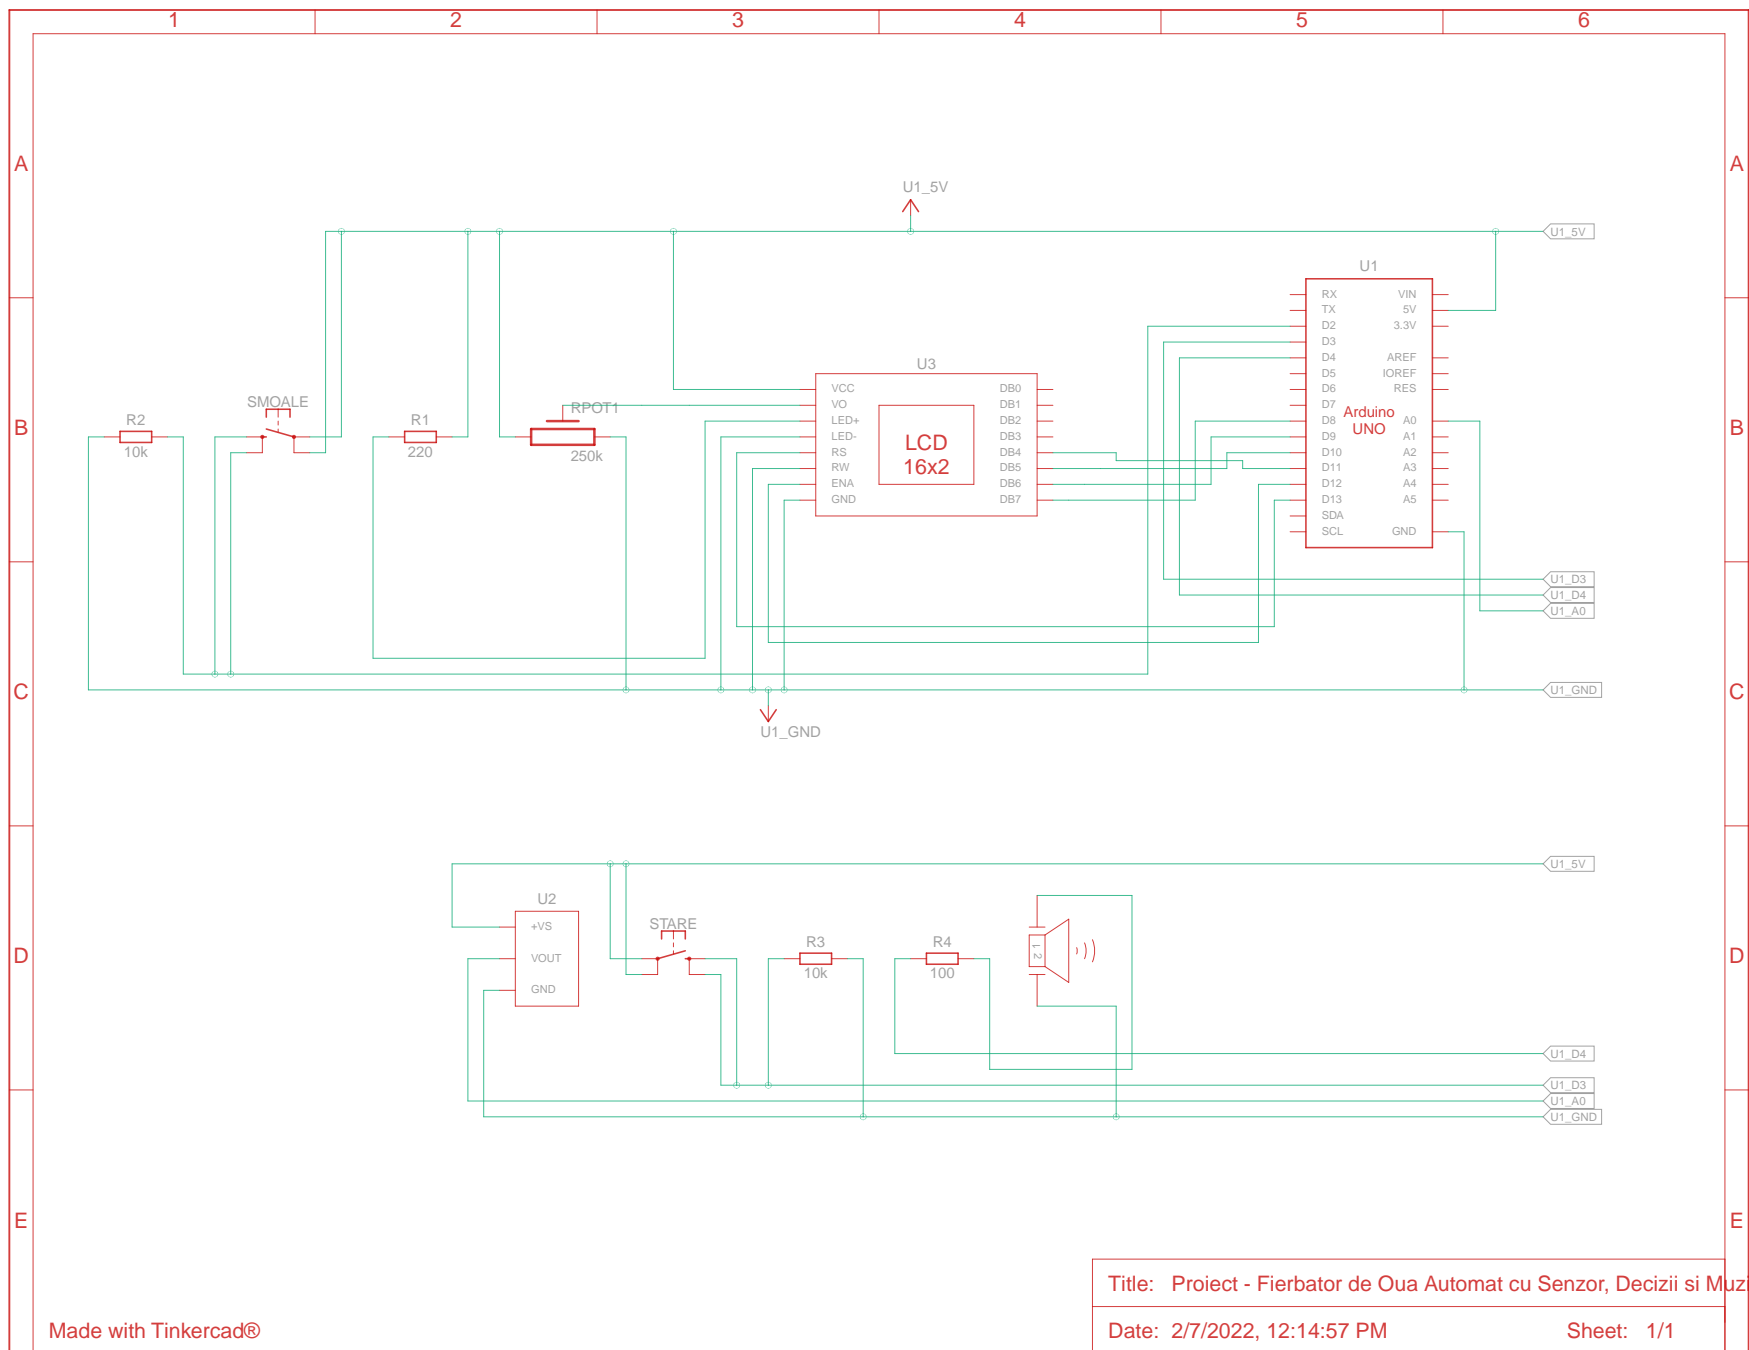 1 2 3 4 5 6
A A
U1_5V
U1_5V
U1
RX VIN
TX 5V
D2 3.3V
D3
D4 AREF
D5 IOREF
D6 RES
D7
D8 A0
D9 A1
D10 A2
D11 A3
D12 A4
D13 A5
SDA
SCL GND
Arduino
UNO
U3
VCC DB0
VO DB1
LED+ DB2
LED- DB3
RS DB4
RW DB5
ENA DB6
GND DB7
LCD
16x2
B B
R2
10k
SMOALE
R1
220
RPOT1
250k
U1_D3
U1_D4
U1_A0
C C
U1_GND
U1_GND
U1_5V
U2
+VS
VOUT
GND
STARE
R3
10k
R4
100
1 2
D D
U1_D4
U1_D3
U1_A0
U1_GND
E E
Title: Proiect - Fierbator de Oua Automat cu Senzor, Decizii si Muzi
Made with Tinkercad®
Date: 2/7/2022, 12:14:57 PM Sheet: 1/1